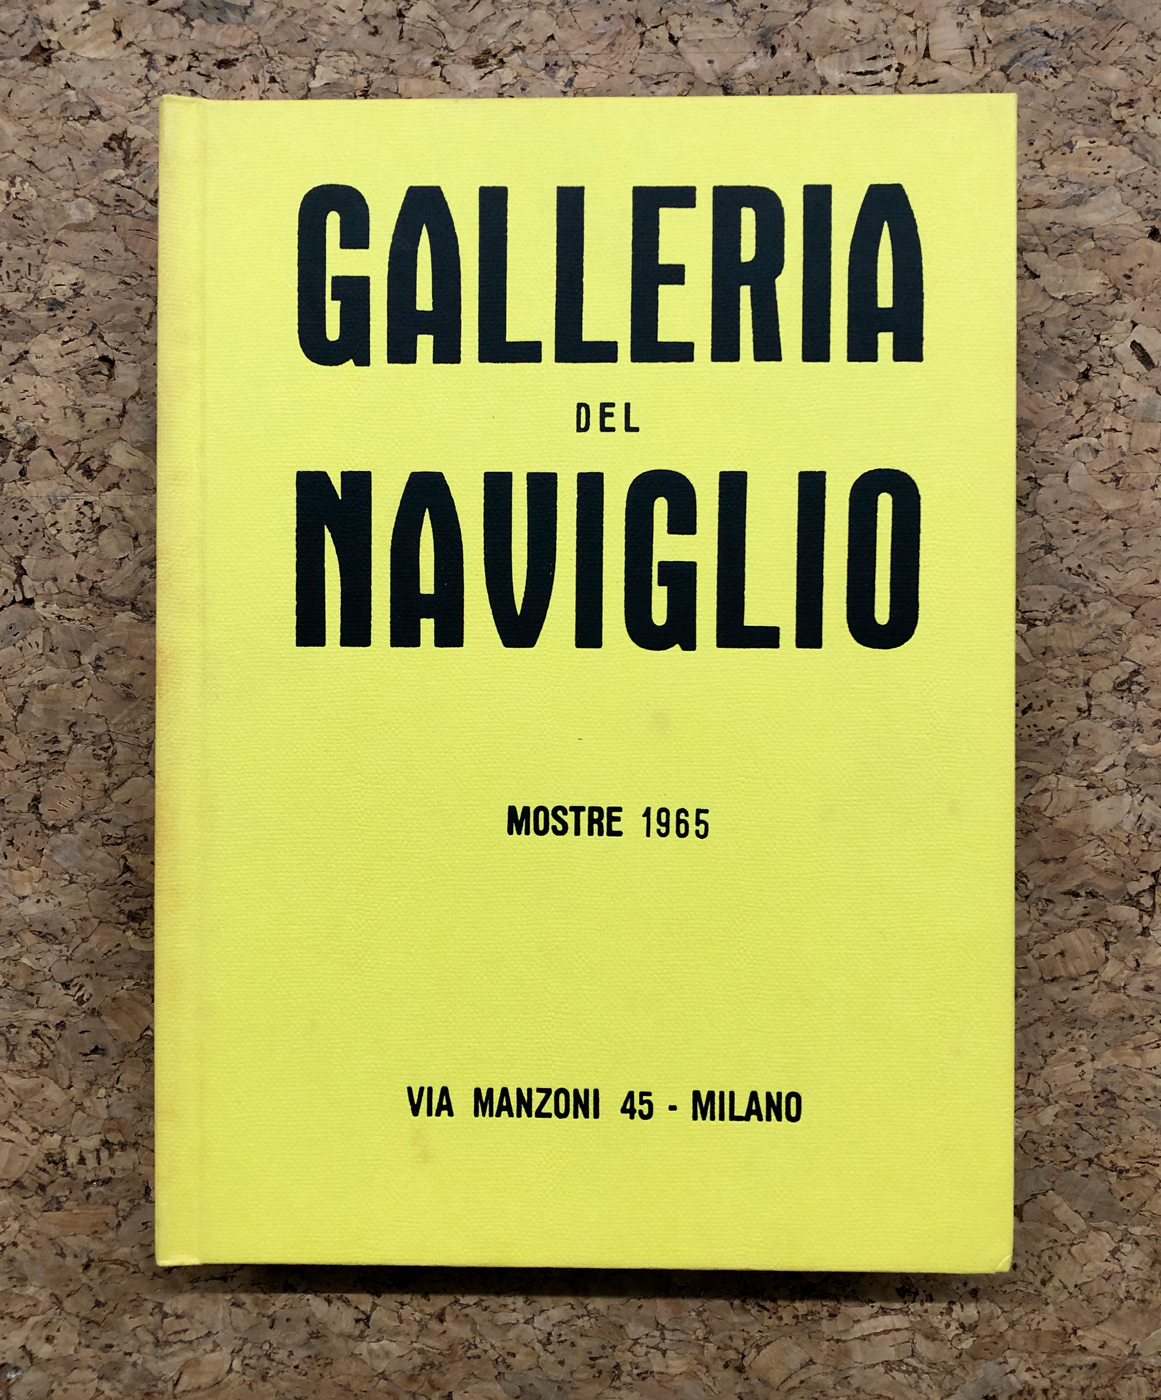 GALLERIA
DEL
NAVIGLIO
MOSTRE 1965
VIA MANZONI 45 - MILANO